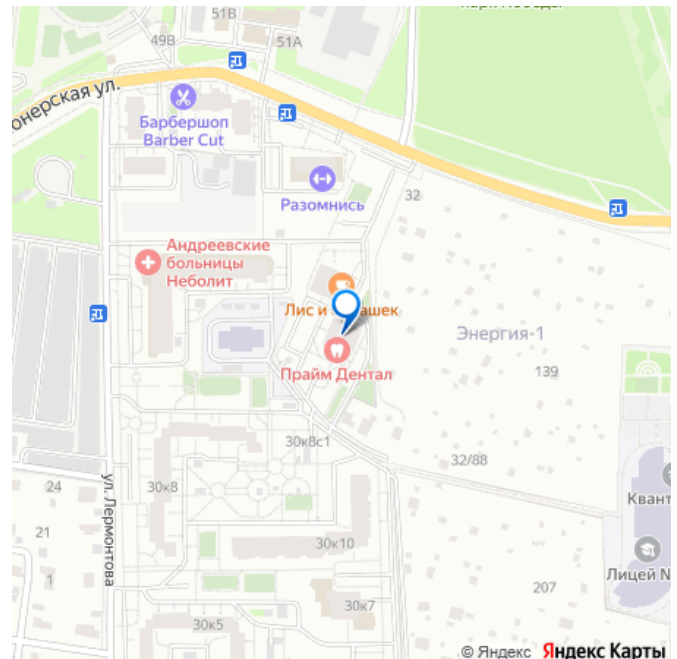 парк Победы
51В
49В
51А
онерская ул.
Барбершоп
Barber Cut
Разомнись
32
Андреевские
больницы
Неболит
Лис и
ашек
Энергия-1
Прайм Дентал
139
30к8с1
32/88
24
30к8
ул. Лермонтова
Квант
21
30к10
Лицей N
1
207
30к7
30к5
© Яндекс Яндекс Карты